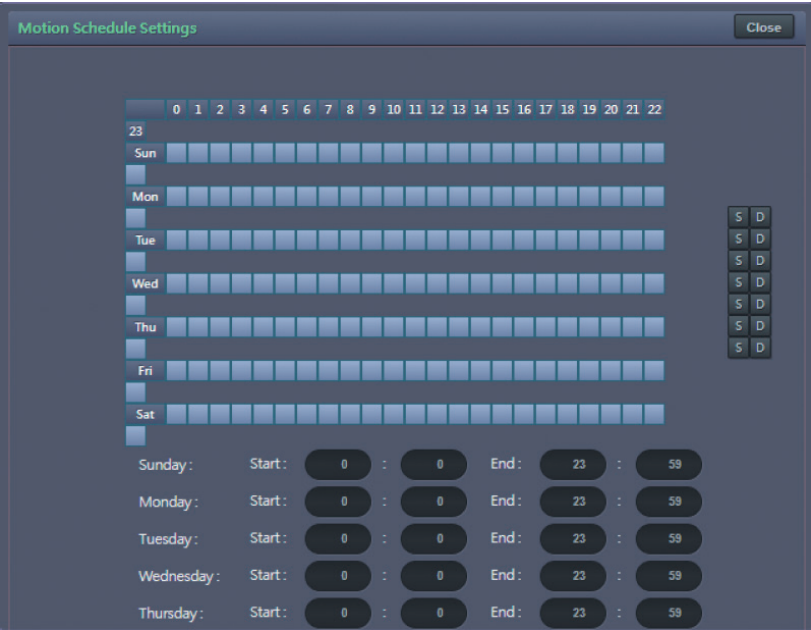 Motion Schedule Settings Close
0 1 2 3 4 5 6 7 8 9 10 11 12 13 14 15 16 17 18 19 20 21 22
23
Sun
Mon
S D
Tue S D
S D
Wed S D
S D
Thu S D
S D
Fri
Sat
Sunday : Start : 0 : 0 End : 23 : 59
Monday : Start : 0 : 0 End : 23 : 59
Tuesday : Start : 0 : 0 End : 23 : 59
Wednesday : Start : 0 : 0 End : 23 : 59
Thursday : Start : 0 : 0 End : 23 : 59